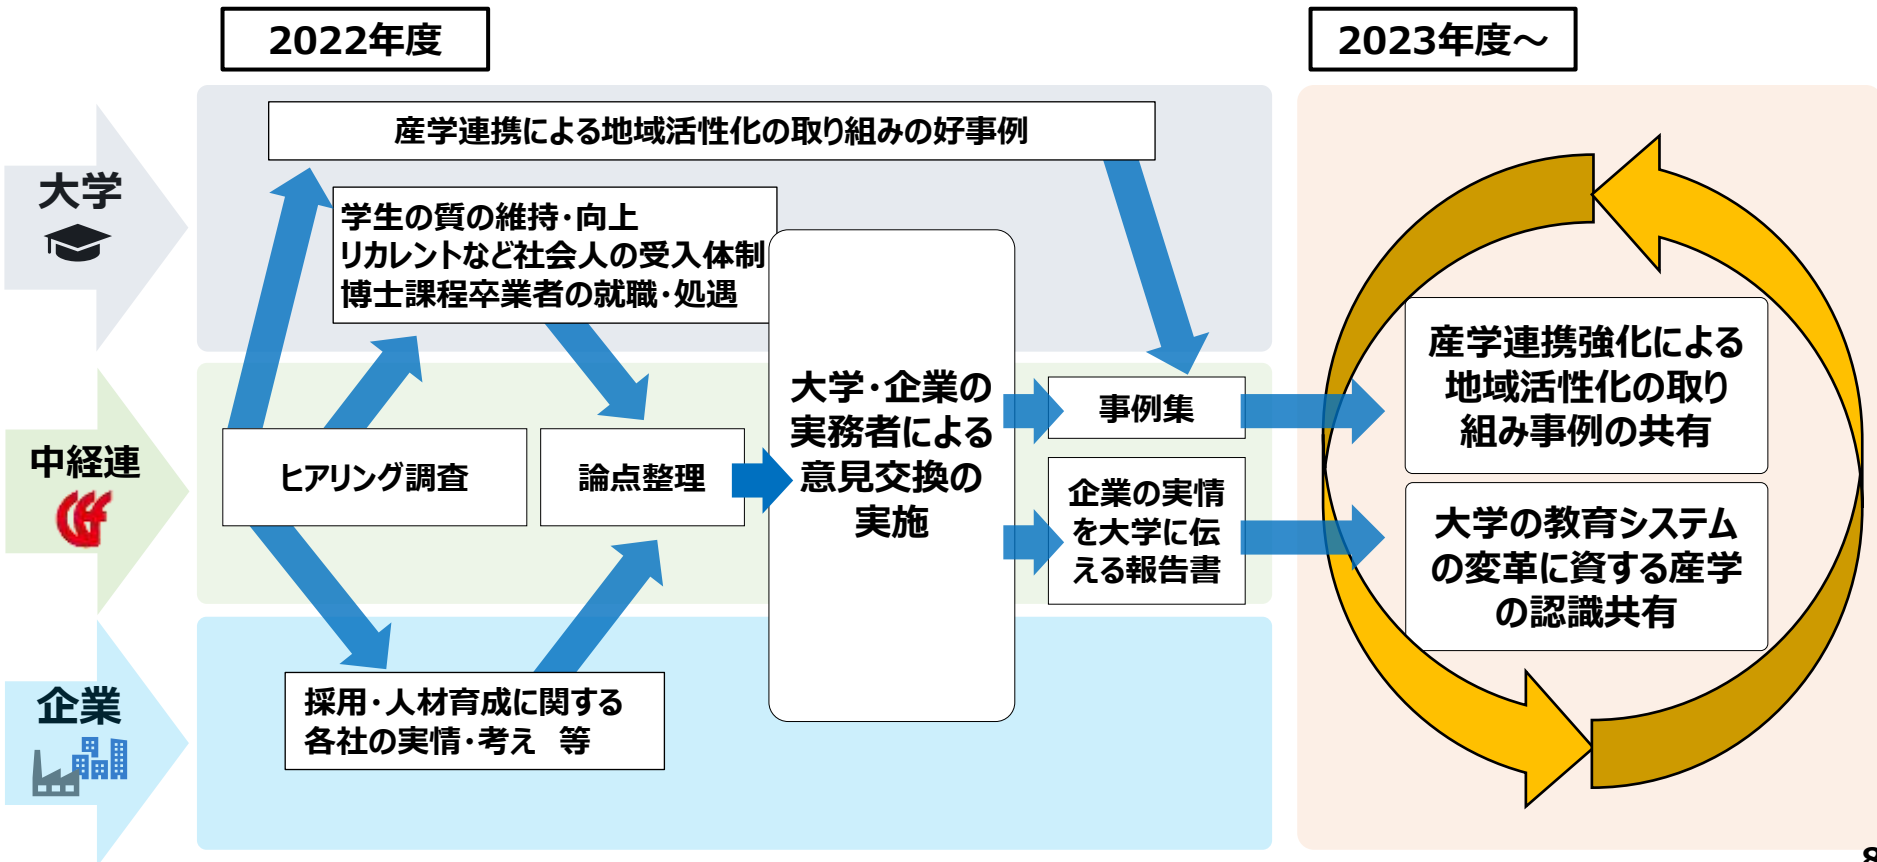 2022年度
2023年度～
大学
産学連携による地域活性化の取り組みの好事例
学生の質の維持・向上
リカレントなど社会人の受入体制
博士課程卒業者の就職・処遇
中経連
ヒアリング調査
論点整理
大学・企業の
実務者による
意見交換の
実施
事例集
企業の実情
を大学に伝
える報告書
企業
採用・人材育成に関する
各社の実情・考え 等
産学連携強化による
地域活性化の取り
組み事例の共有
大学の教育システム
の変革に資する産学
の認識共有
8